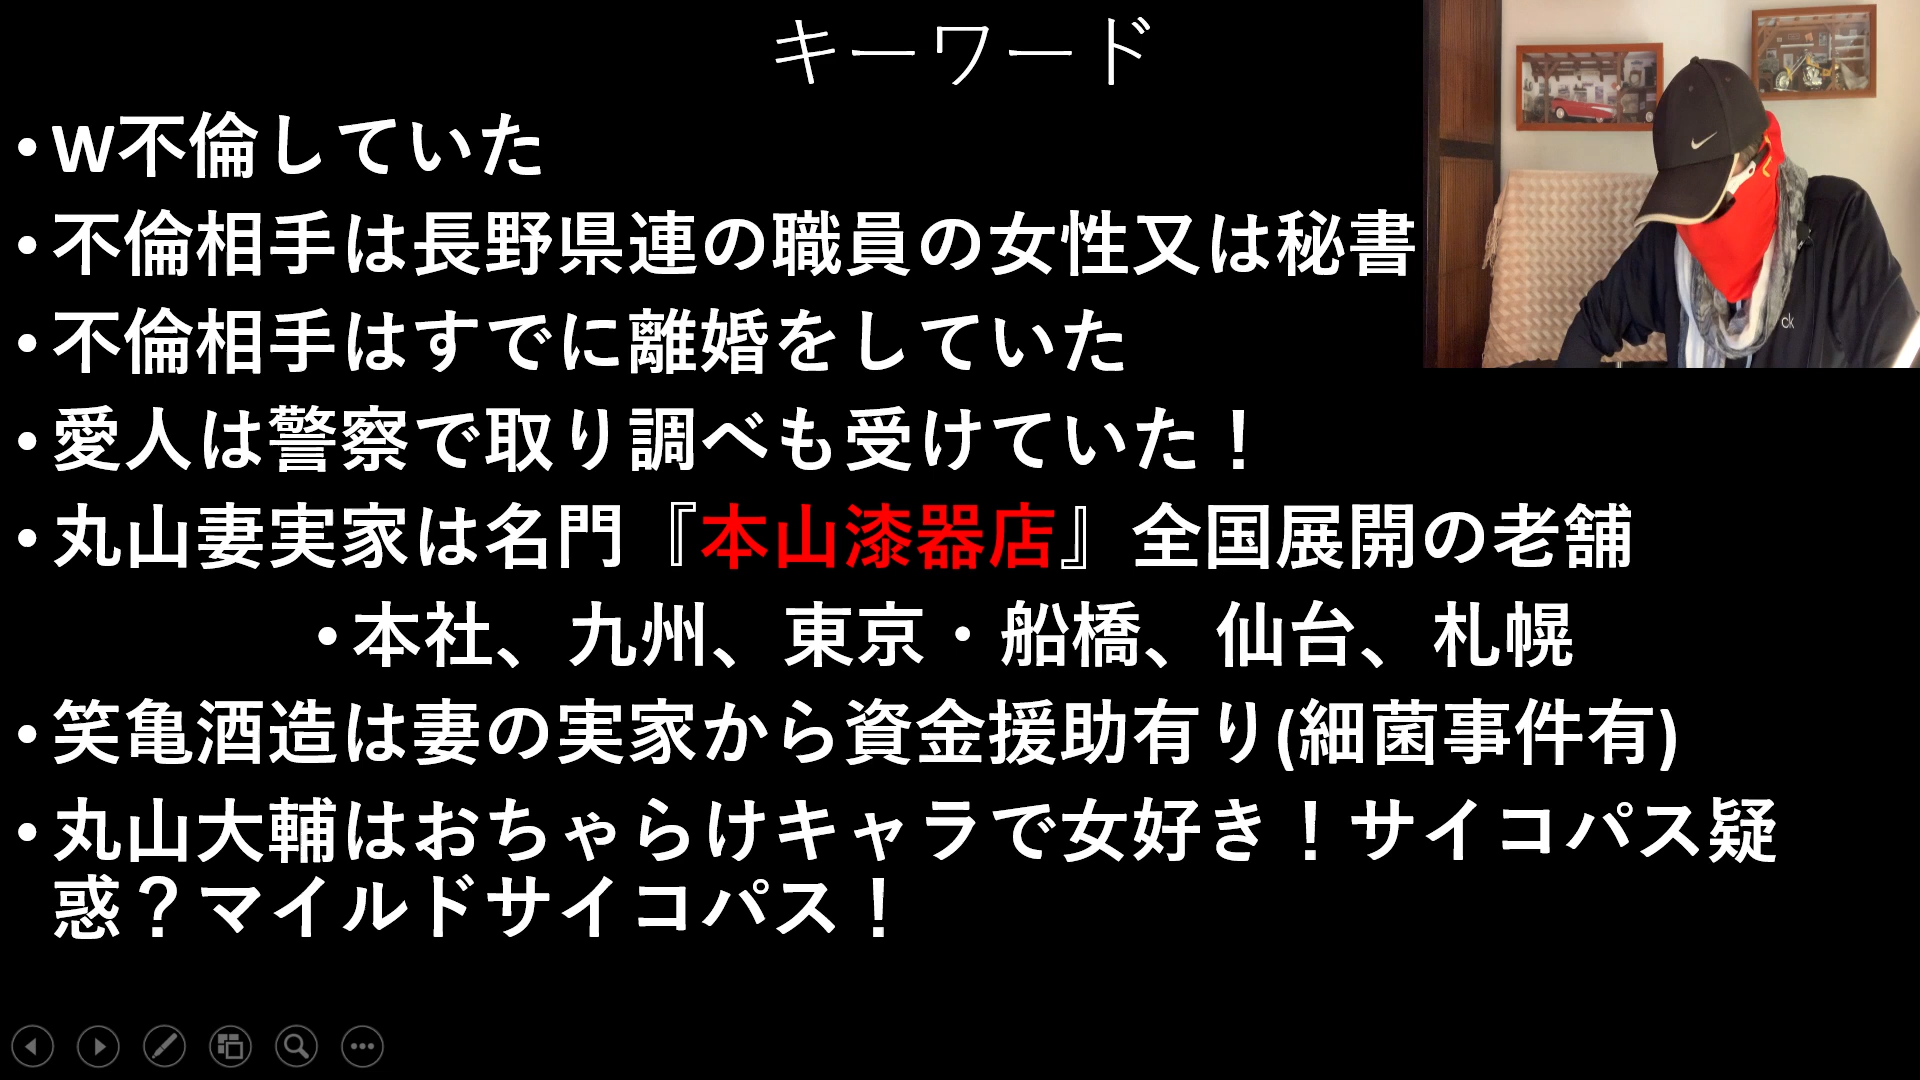 キーワード
•W不倫していた
•不倫相手は長野県連の職員の女性又は秘書
•不倫相手はすでに離婚をしていた
•愛人は警察で取り調べも受けていた！
•丸山妻実家は名門『本山漆器店』全国展開の老舗
•本社、九州、東京・船橋、仙台、札幌
•笑亀酒造は妻の実家から資金援助有り(細菌事件有)
•丸山大輔はおちゃらけキャラで女好き！サイコパス疑
惑？マイルドサイコパス！
ck